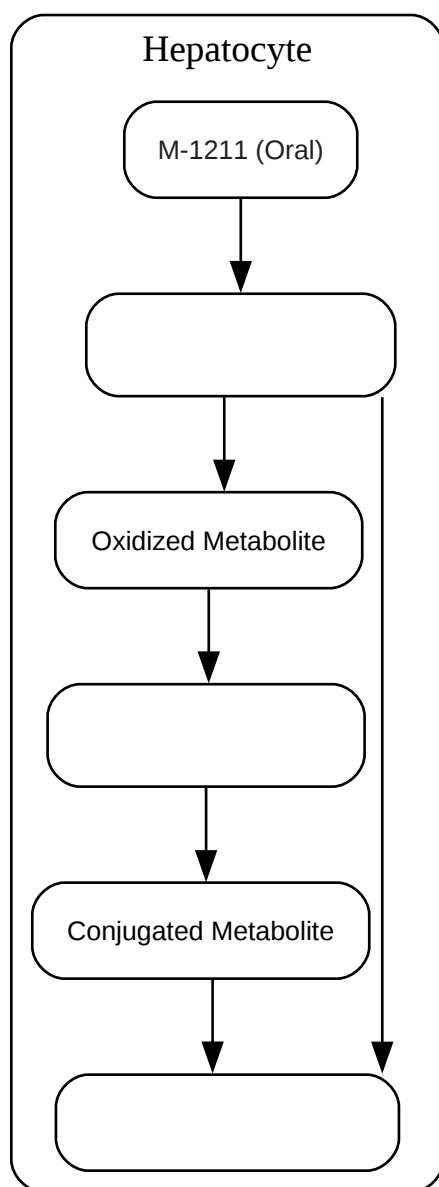 Hepatocyte
M-1211 (Oral)
Oxidized Metabolite
Conjugated Metabolite